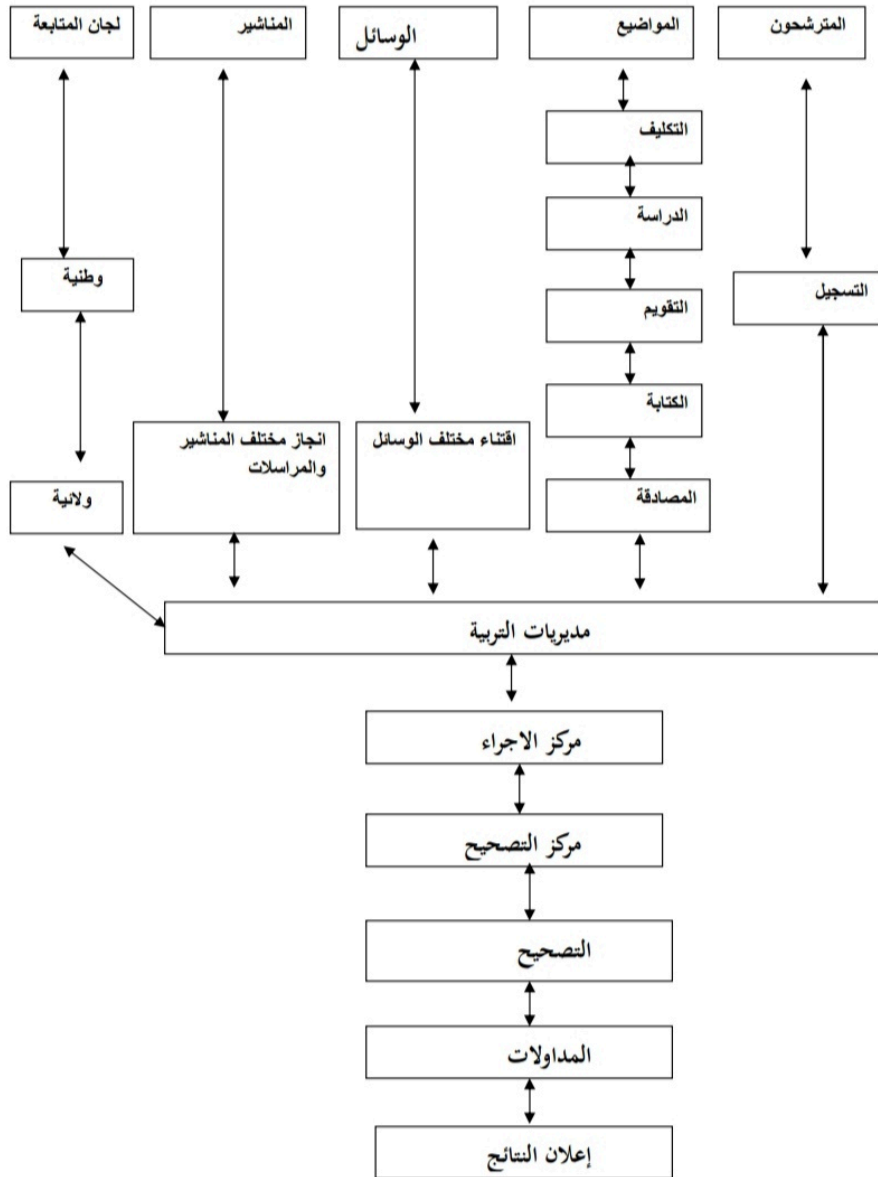 المترشحون
المواضيع
الوسائل
المناشير
لجان المتابعة
التكليف
الدراسة
وطنية
التسجيل
التقويم
الكتابة
اقتناء مختلف الوسائل
انجاز مختلف المناشير
والمراسلات
المصادقة
ولائية
مديريات التربية
مركز الاجراء
مركز التصحيح
التصحيح
المداولات
إعلان النتائج